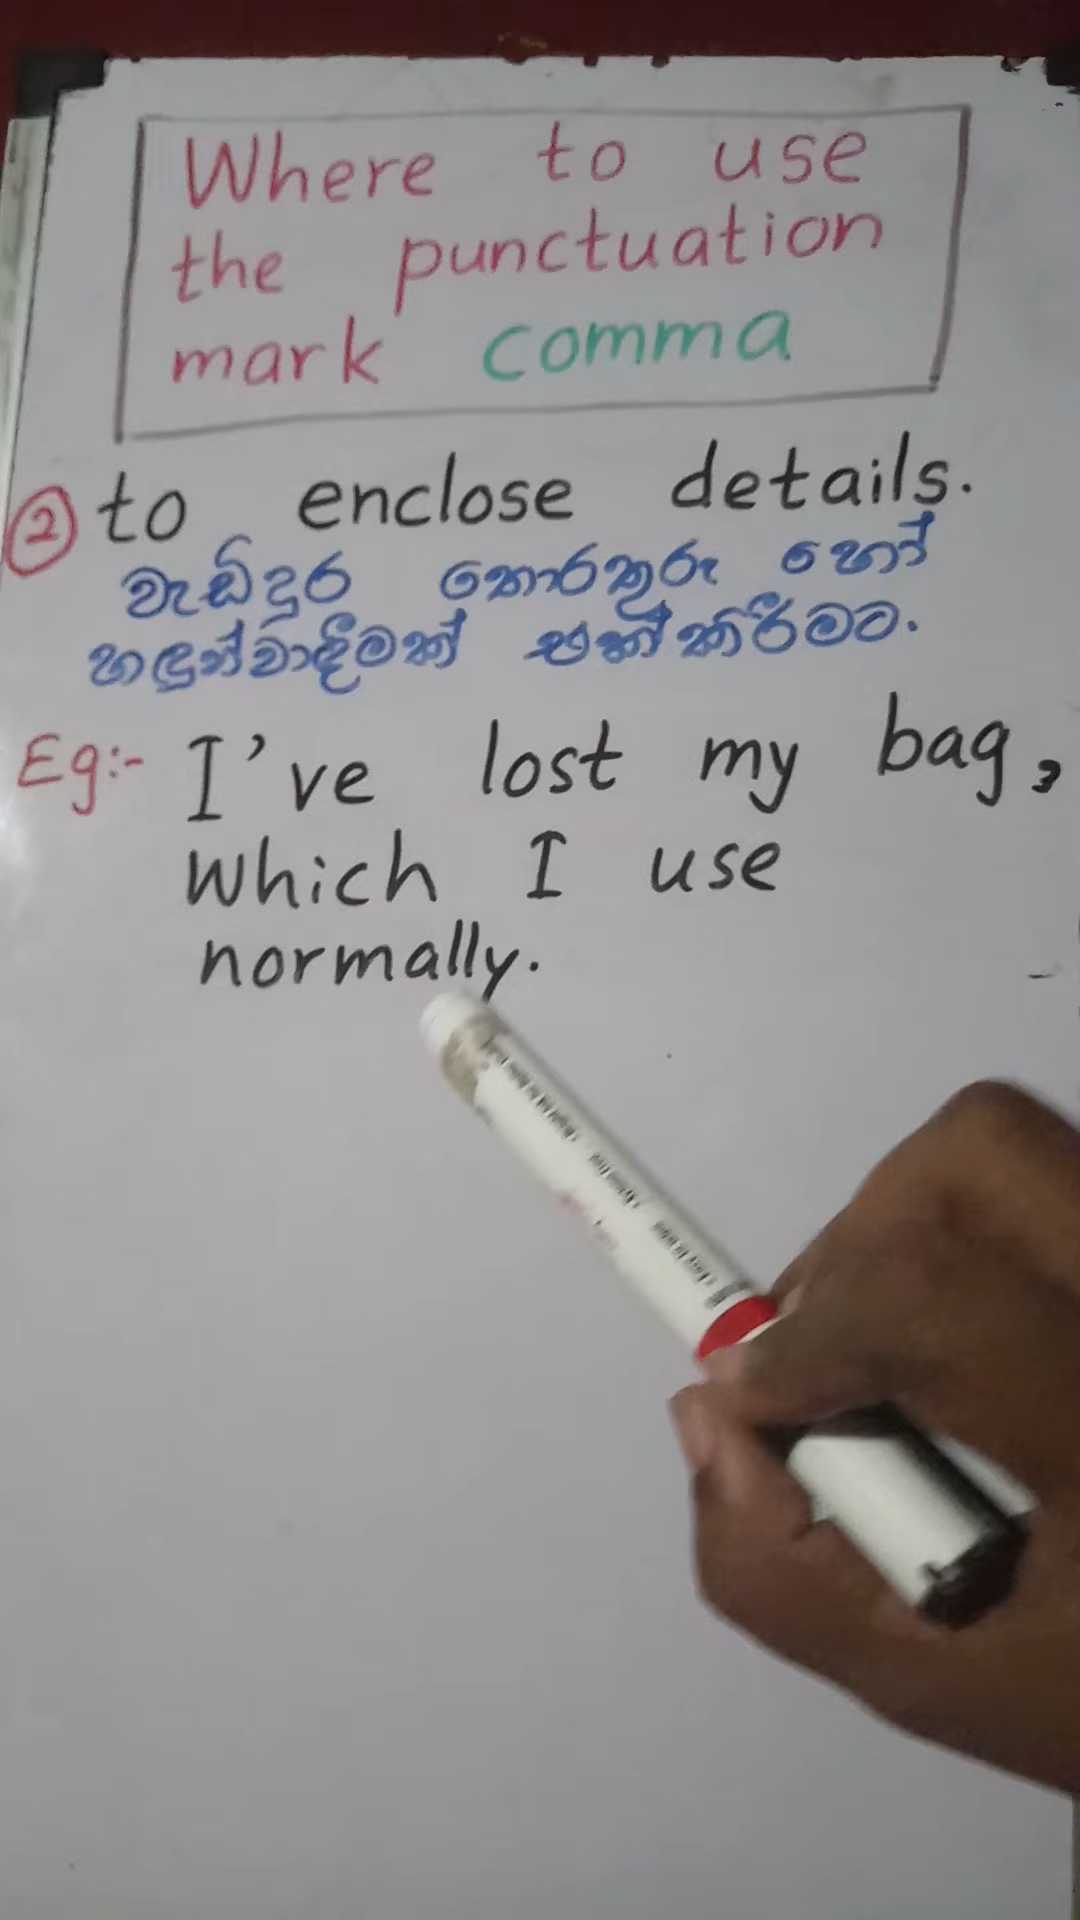 Where to use
the punctuation
mark comma
② to enclose details.
වැඩිදුර තොරතුරු හෝ
හඳුන්වාදීමක් එක්කිරීමට.
Eg:- I've lost my bag,
which I use
normally.